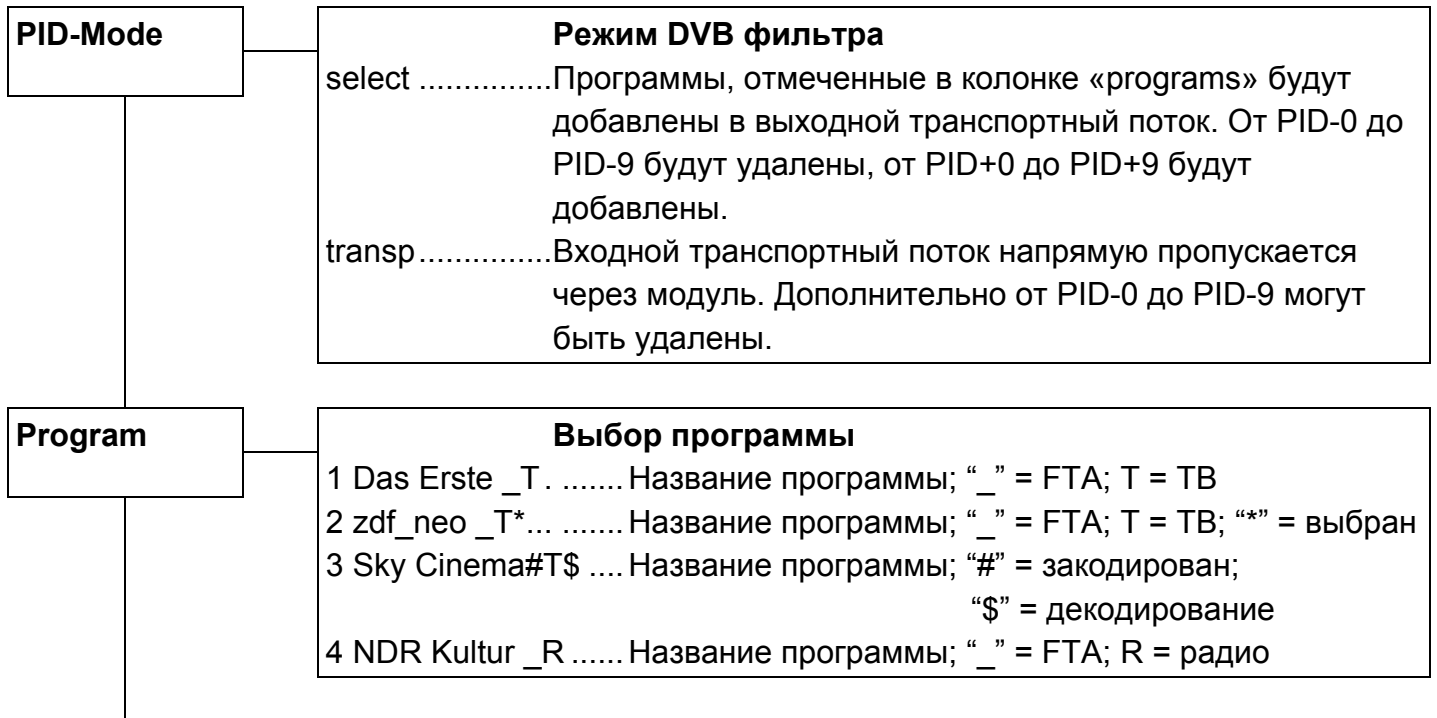 PID-Mode
Режим DVB фильтра
select ...............Программы, отмеченные в колонке «programs» будут
добавлены в выходной транспортный поток. От PID-0 до
PID-9 будут удалены, от PID+0 до PID+9 будут
добавлены.
transp...............Входной транспортный поток напрямую пропускается
через модуль. Дополнительно от PID-0 до PID-9 могут
быть удалены.
Program
Выбор программы
1 Das Erste _T. ....... Название программы; “_” = FTA; T = ТВ
2 zdf_neo _T*... ....... Название программы; “_” = FTA; T = ТВ; “*” = выбран
3 Sky Cinema#T$ .... Название программы; “#” = закодирован;
“$” = декодирование
4 NDR Kultur _R ...... Название программы; “_” = FTA; R = радио